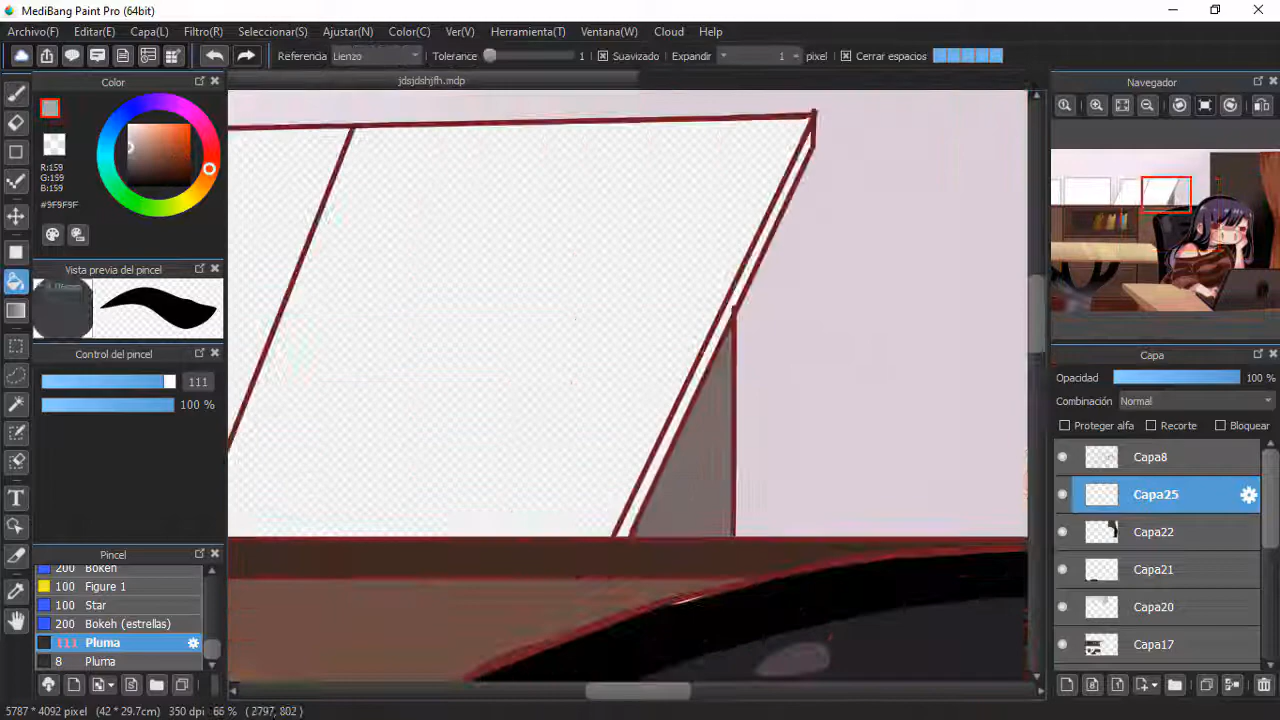 MediBang Paint Pro (64bit)
Archivo(F) Editar(E) Capa(L) Filtro(R) Seleccionar(S) Ajustar(N) Color(C) Ver(V) Herramienta(T) Ventana(W) Cloud Help
Referencia Lienzo Tolerance 1 Suavizado Expandir 1 pixel Cerrar espacios
Color
jdsjdshjfh.mdp
Navegador
R:159
G:159
B:159
#9F9F9F
Vista previa del pincel
Control del pincel
111
100 %
Capa
Opacidad 100 %
Combinación Normal
Proteger alfa Recorte Bloquear
Capa8
Capa25
Capa22
Capa21
Capa20
Capa17
Pincel
200 Bokeh
100 Figure 1
100 Star
200 Bokeh (estrellas)
111 Pluma
8 Pluma
5787 * 4092 pixel (42 * 29.7cm) 350 dpi 66 % ( 2797, 802 )